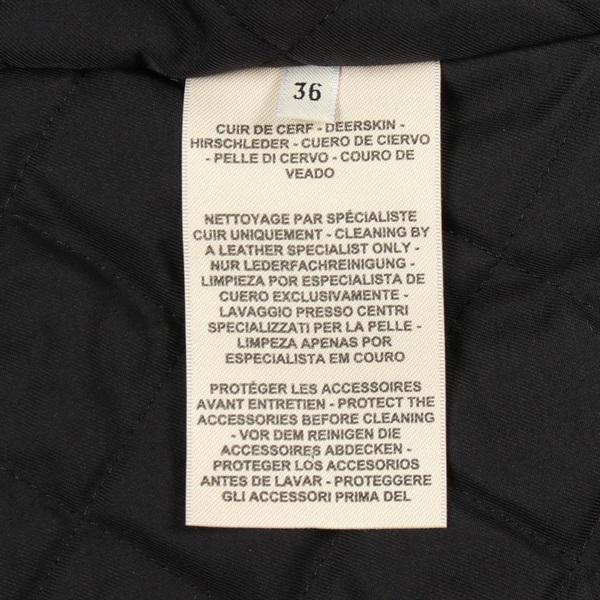 36
CUIR DE CERF - DEERSKIN -
HIRSCHLEDER - CUERO DE CIERVO
- PELLE DI CERVO - COURO DE
VEADO
NETTOYAGE PAR SPÉCIALISTE
CUIR UNIQUEMENT - CLEANING BY
A LEATHER SPECIALIST ONLY -
NUR LEDERFACHREINIGUNG -
LIMPIEZA POR ESPECIALISTA DE
CUERO EXCLUSIVAMENTE -
LAVAGGIO PRESSO CENTRI
SPECIALIZZATI PER LA PELLE -
LIMPEZA APENAS POR
ESPECIALISTA EM COURO
PROTÉGER LES ACCESSOIRES
AVANT ENTRETIEN - PROTECT THE
ACCESSORIES BEFORE CLEANING
- VOR DEM REINIGEN DIE
ACCESSOIRES ABDECKEN -
PROTEGER LOS ACCESORIOS
ANTES DE LAVAR - PROTEGGERE
GLI ACCESSORI PRIMA DEL